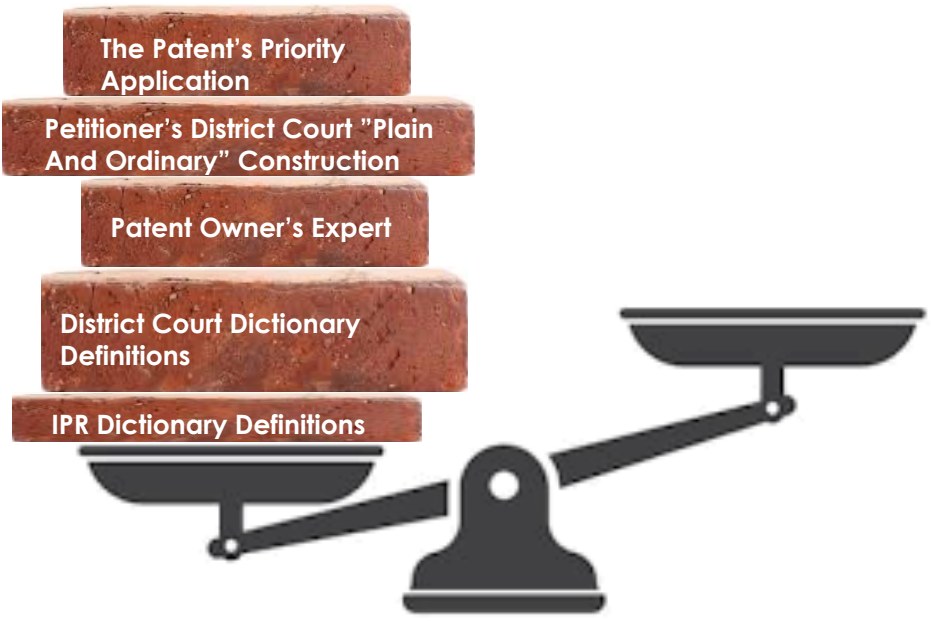 The Patent’s Priority
Application
Petitioner’s District Court ”Plain
And Ordinary” Construction
Patent Owner’s Expert
District Court Dictionary
Definitions
IPR Dictionary Definitions